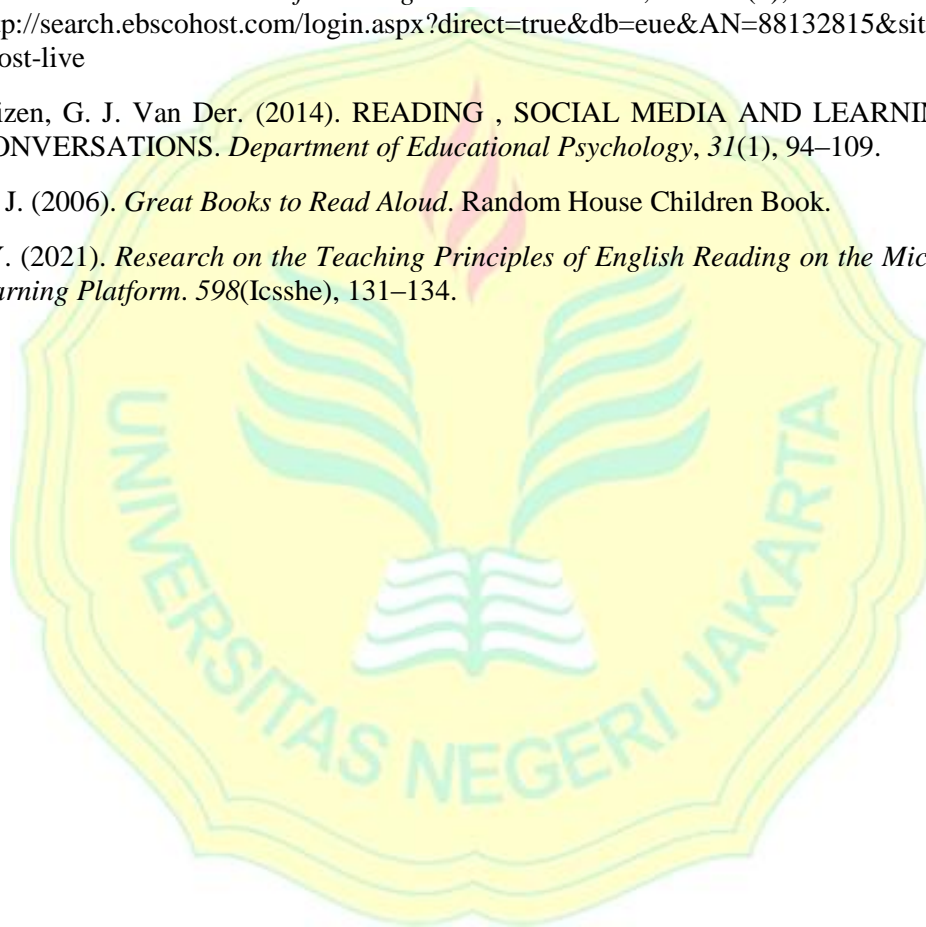 tp://search.ebscohost.com/login.aspx?direct=true&db=eue&AN=88132815&sit
ost-live
izen, G. J. Van Der. (2014). READING , SOCIAL MEDIA AND LEARNIN
ONVERSATIONS. Department of Educational Psychology, 31(1), 94–109.
J. (2006). Great Books to Read Aloud. Random House Children Book.
. (2021). Research on the Teaching Principles of English Reading on the Mic
arning Platform. 598(Icsshe), 131–134.
UNIVERSITAS NEGERI JAKARTA